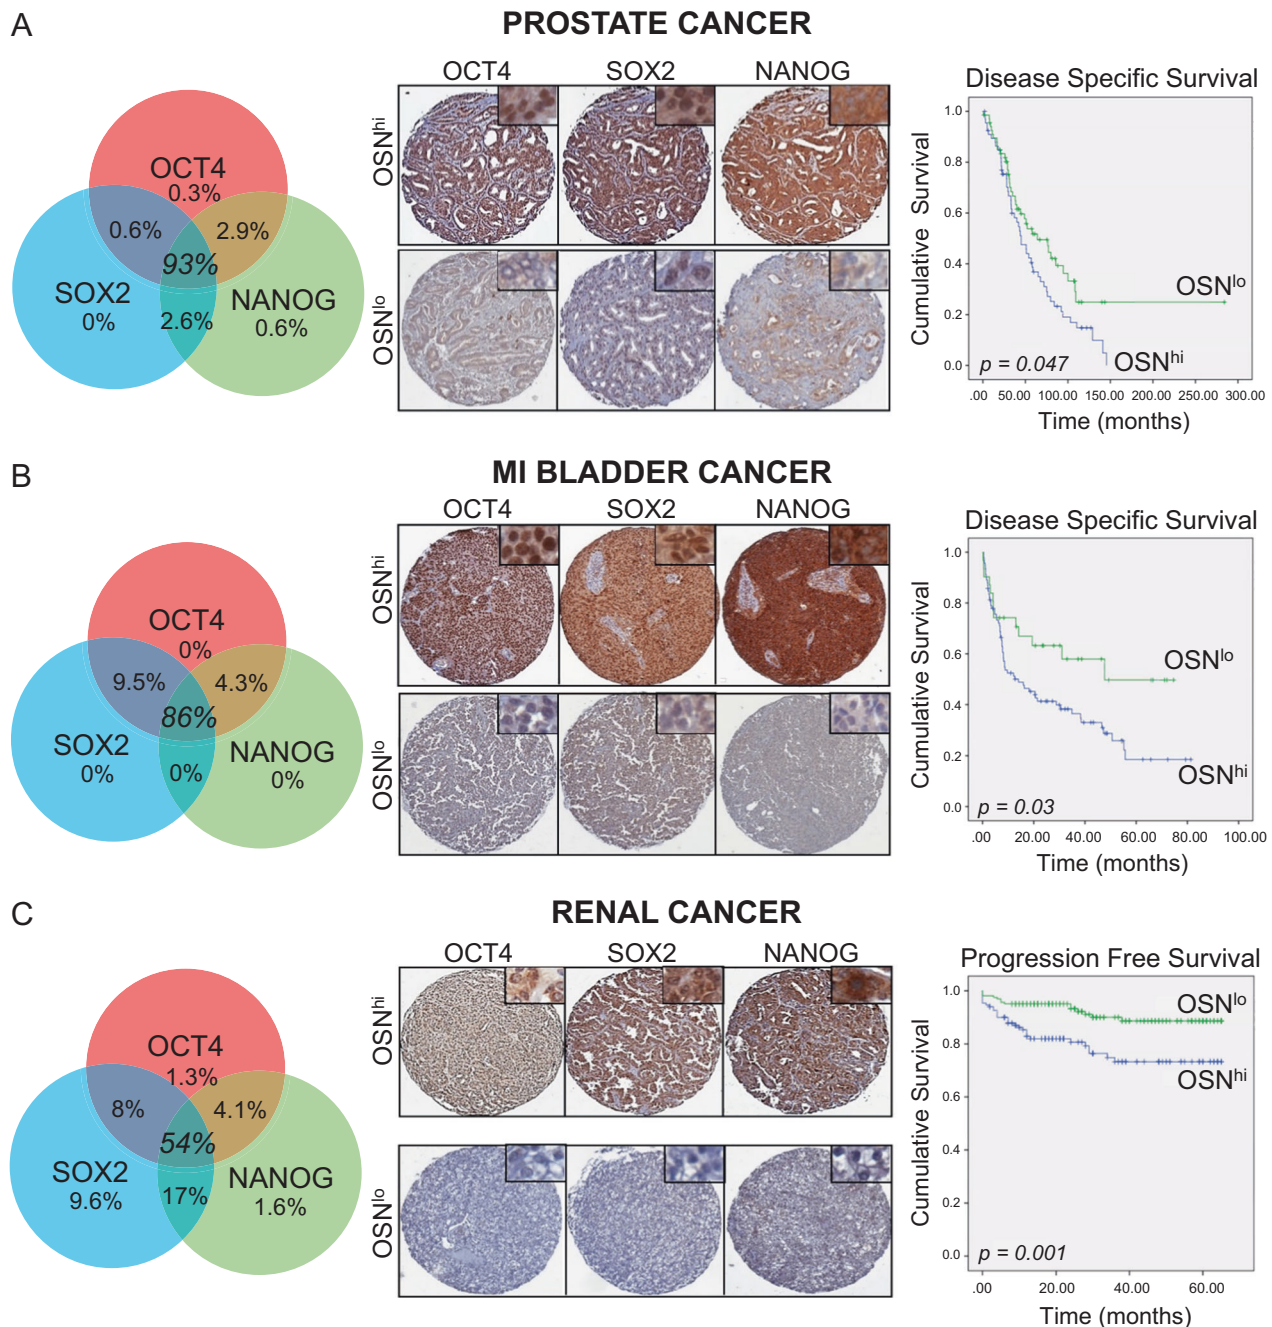 A
PROSTATE CANCER
OCT4
0.3%
0.6%
2.9%
93%
SOX2
0%
NANOG
0.6%
2.6%
OCT4 SOX2 NANOG
OSNhi
OSNlo
Disease Specific Survival
Cumulative Survival
1.0
0.8
0.6
0.4
0.2
0.0
OSNlo
OSNhi
p = 0.047
.00 50.00 100.00 150.00 200.00 250.00 300.00
Time (months)
B
MI BLADDER CANCER
OCT4
0%
9.5%
4.3%
86%
SOX2
0%
NANOG
0%
0%
OCT4 SOX2 NANOG
OSNhi
OSNlo
Disease Specific Survival
Cumulative Survival
1.0
0.8
0.6
0.4
0.2
0.0
OSNlo
OSNhi
p = 0.03
.00 20.00 40.00 60.00 80.00 100.00
Time (months)
C
RENAL CANCER
OCT4
1.3%
8%
4.1%
54%
SOX2
9.6%
NANOG
1.6%
17%
OCT4 SOX2 NANOG
OSNhi
OSNlo
Progression Free Survival
Cumulative Survival
1.0
0.8
0.6
0.4
0.2
0.0
OSNlo
OSNhi
p = 0.001
.00 20.00 40.00 60.00
Time (months)